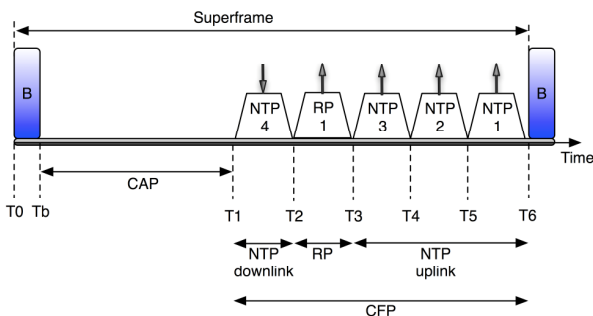 Superframe
B
B
NTP
4
RP
1
NTP
3
NTP
2
NTP
1
Time
CAP
T0
Tb
T1
T2
T3
T4
T5
T6
NTP
downlink
RP
NTP
uplink
CFP